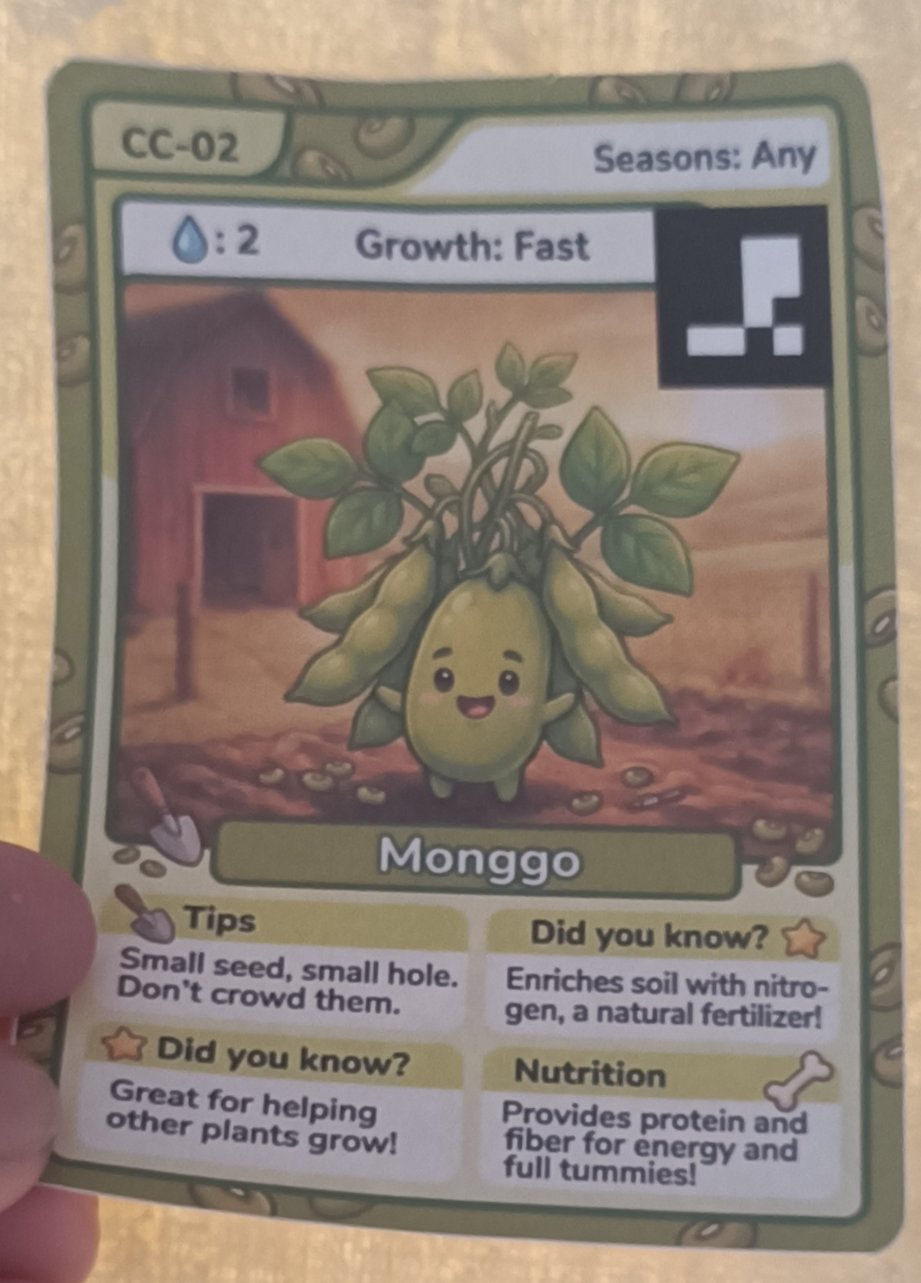 CC-02
Seasons: Any
: 2
Growth: Fast
Monggo
Tips
Small seed, small hole.
Don't crowd them.
Did you know?
Enriches soil with nitro-
gen, a natural fertilizer!
Did you know?
Great for helping
other plants grow!
Nutrition
Provides protein and
fiber for energy and
full tummies!